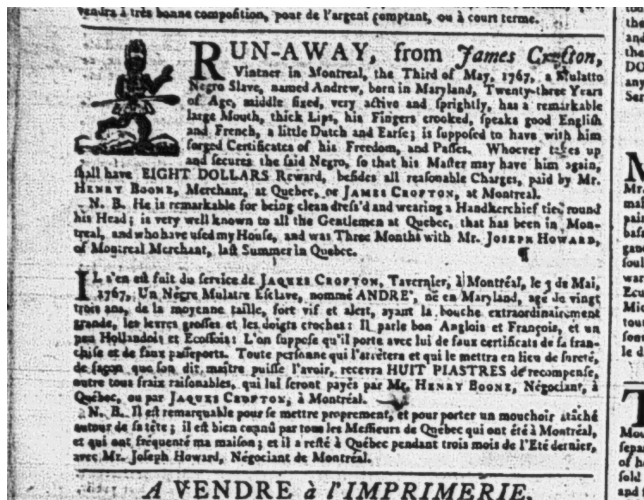 vendra à très bonne composition, pour de l'argent comptant, ou à court terme.
RUN-AWAY, from James Crofton,
Vintner in Montreal, the Third of May, 1767, a Mulatto
Negro Slave, named Andrew, born in Maryland, Twenty-three Years
of Age, middle sized, very active and sprightly, has a remarkable
large Mouth, thick Lips, his Fingers crooked, speaks good English
and French, a little Dutch and Earse; is supposed to have with him
forged Certificates of his Freedom, and Passes. Whoever takes up
and secures the said Negro, so that his Master may have him again,
shall have EIGHT DOLLARS Reward, besides all reasonable Charges, paid by Mr.
HENRY BOONE, Merchant, at Quebec, or JAMES CROFTON, at Montreal.
N. B. He is remarkable for being clean dress'd and wearing a Handkerchief tied round
his Head; is very well known to all the Gentlemen at Quebec, that has been in Mon-
treal, and who have used my House, and was Three Months with Mr. JOSEPH HOWARD,
of Montreal Merchant, last Summer in Quebec.
IL s'en est fuit du service de JAQUES CROFTON, Tavernier, à Montréal, le 3 de Mai,
1767, Un Négre Mulatre Esclave, nommé ANDRE', né en Maryland, agé de vingt
trois ans, de la moyenne taille, fort vif et alert, ayant la bouche extraordinairement
grande, les levres grosses et les doigts croches: Il parle bon Anglois et François, et un
peu Hollandois et Ecossois: L'on suppose qu'il porte avec lui de faux certificats de sa fran-
chise et de faux passeports. Toute personne qui l'arrêtera et qui le mettra en lieu de sureté,
de façon que son dit maître puisse l'avoir, recevra HUIT PIASTRES de recompense,
outre tous fraix raisonables, qui lui seront payés par Mr. HENRY BOONE, Négociant, à
Québec, ou par JAQUES CROFTON, à Montréal.
N. B. Il est remarquable pour se mettre proprement, et pour porter un mouchoir attaché
autour de sa tête; il est bien connû par tous les Messieurs de Québec qui ont été à Montréal,
et qui ont fréquenté ma maison; et il a resté à Québec pendant trois mois de l'Eté dernier,
avec Mr. Joseph Howard, Négociant de Montréal.
A VENDRE à l'IMPRIMERIE,